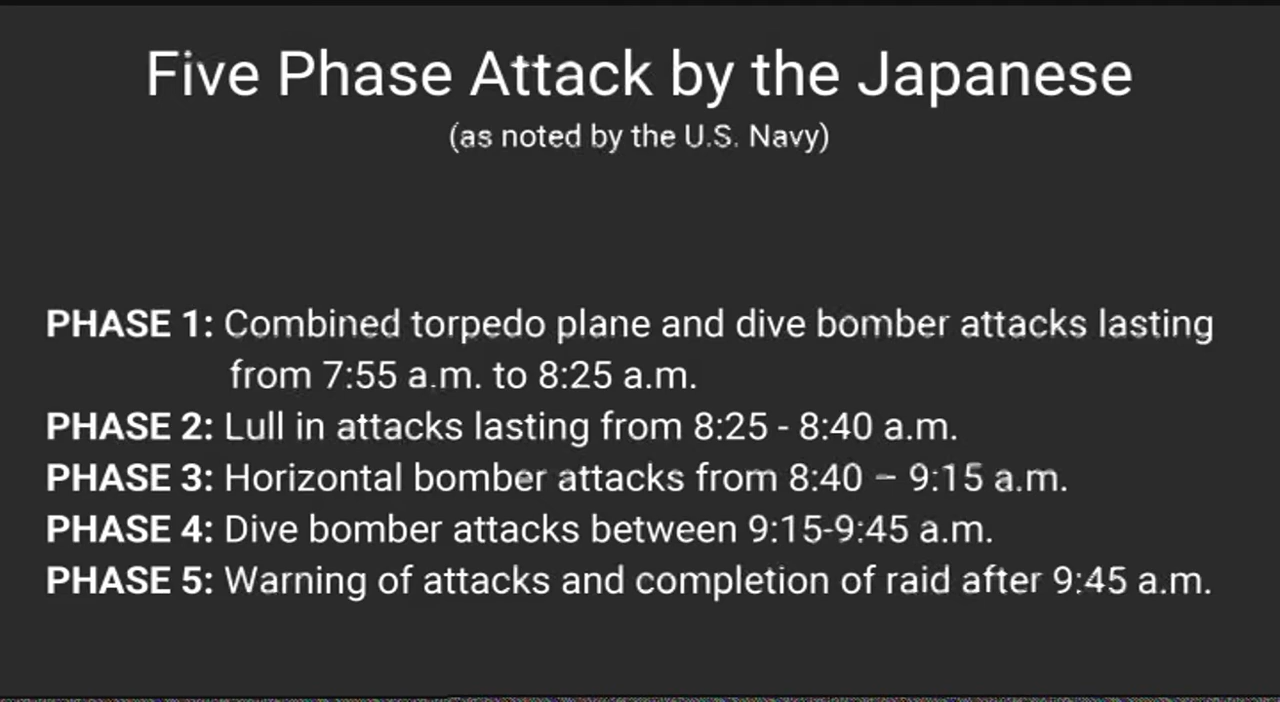 Five Phase Attack by the Japanese
(as noted by the U.S. Navy)
PHASE 1: Combined torpedo plane and dive bomber attacks lasting
from 7:55 a.m. to 8:25 a.m.
PHASE 2: Lull in attacks lasting from 8:25 - 8:40 a.m.
PHASE 3: Horizontal bomber attacks from 8:40 – 9:15 a.m.
PHASE 4: Dive bomber attacks between 9:15-9:45 a.m.
PHASE 5: Warning of attacks and completion of raid after 9:45 a.m.